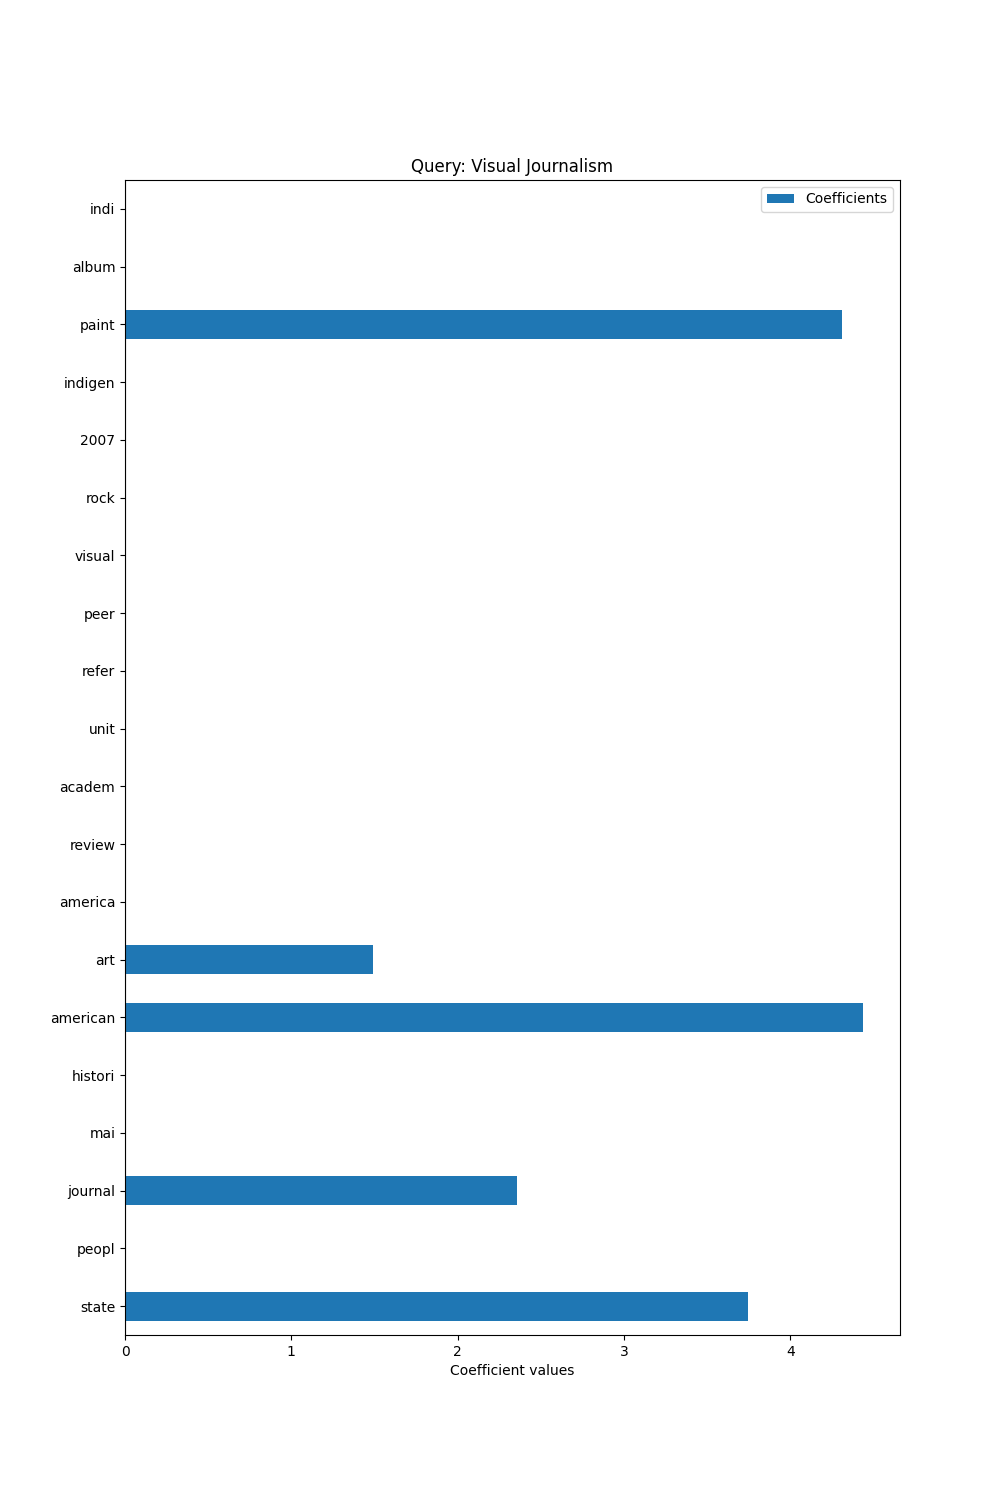 Query: Visual Journalism
Coefficients
indi
album
paint
indigen
2007
rock
visual
peer
refer
unit
academ
review
america
art
american
histori
mai
journal
peopl
state
0 1 2 3 4
Coefficient values